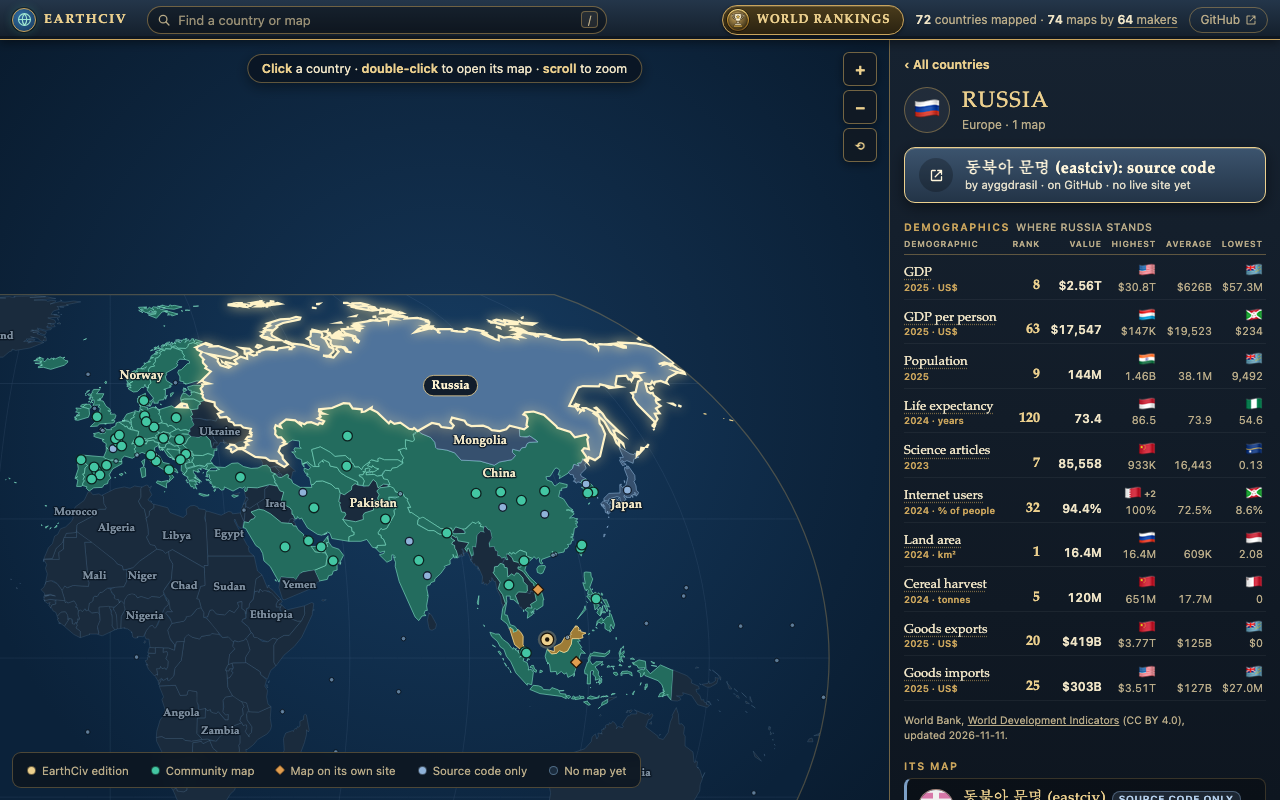 EARTHCIV
Find a country or map
/
WORLD RANKINGS
72 countries mapped · 74 maps by 64 makers
GitHub
Click a country · double-click to open its map · scroll to zoom
+
−
‹ All countries
RUSSIA
Europe · 1 map
동북아 문명 (eastciv): source code
by ayggdrasil · on GitHub · no live site yet
DEMOGRAPHICS WHERE RUSSIA STANDS
DEMOGRAPHIC RANK VALUE HIGHEST AVERAGE LOWEST
GDP
2025 · US$ 8 $2.56T $30.8T $626B $57.3M
GDP per person
2025 · US$ 63 $17,547 $147K $19,523 $234
Population
2025 9 144M 1.46B 38.1M 9,492
Life expectancy
2024 · years 120 73.4 86.5 73.9 54.6
Science articles
2023 7 85,558 933K 16,443 0.13
Internet users +2
2024 · % of people 32 94.4% 100% 72.5% 8.6%
Land area
2024 · km² 1 16.4M 16.4M 609K 2.08
Cereal harvest
2024 · tonnes 5 120M 651M 17.7M 0
Goods exports
2025 · US$ 20 $419B $3.77T $125B $0
Goods imports
2025 · US$ 25 $303B $3.51T $127B $27.0M
World Bank, World Development Indicators (CC BY 4.0),
updated 2026-11-11.
ITS MAP
동북아 문명 (eastciv) SOURCE CODE ONLY
nd
Norway
Russia
Ukraine
Mongolia
China
Iraq
Pakistan
Japan
Morocco
Algeria
Libya
Egypt
Mali
Niger
Chad
Sudan
Yemen
Nigeria
Ethiopia
Angola
Zambia
ia
EarthCiv edition
Community map
Map on its own site
Source code only
No map yet